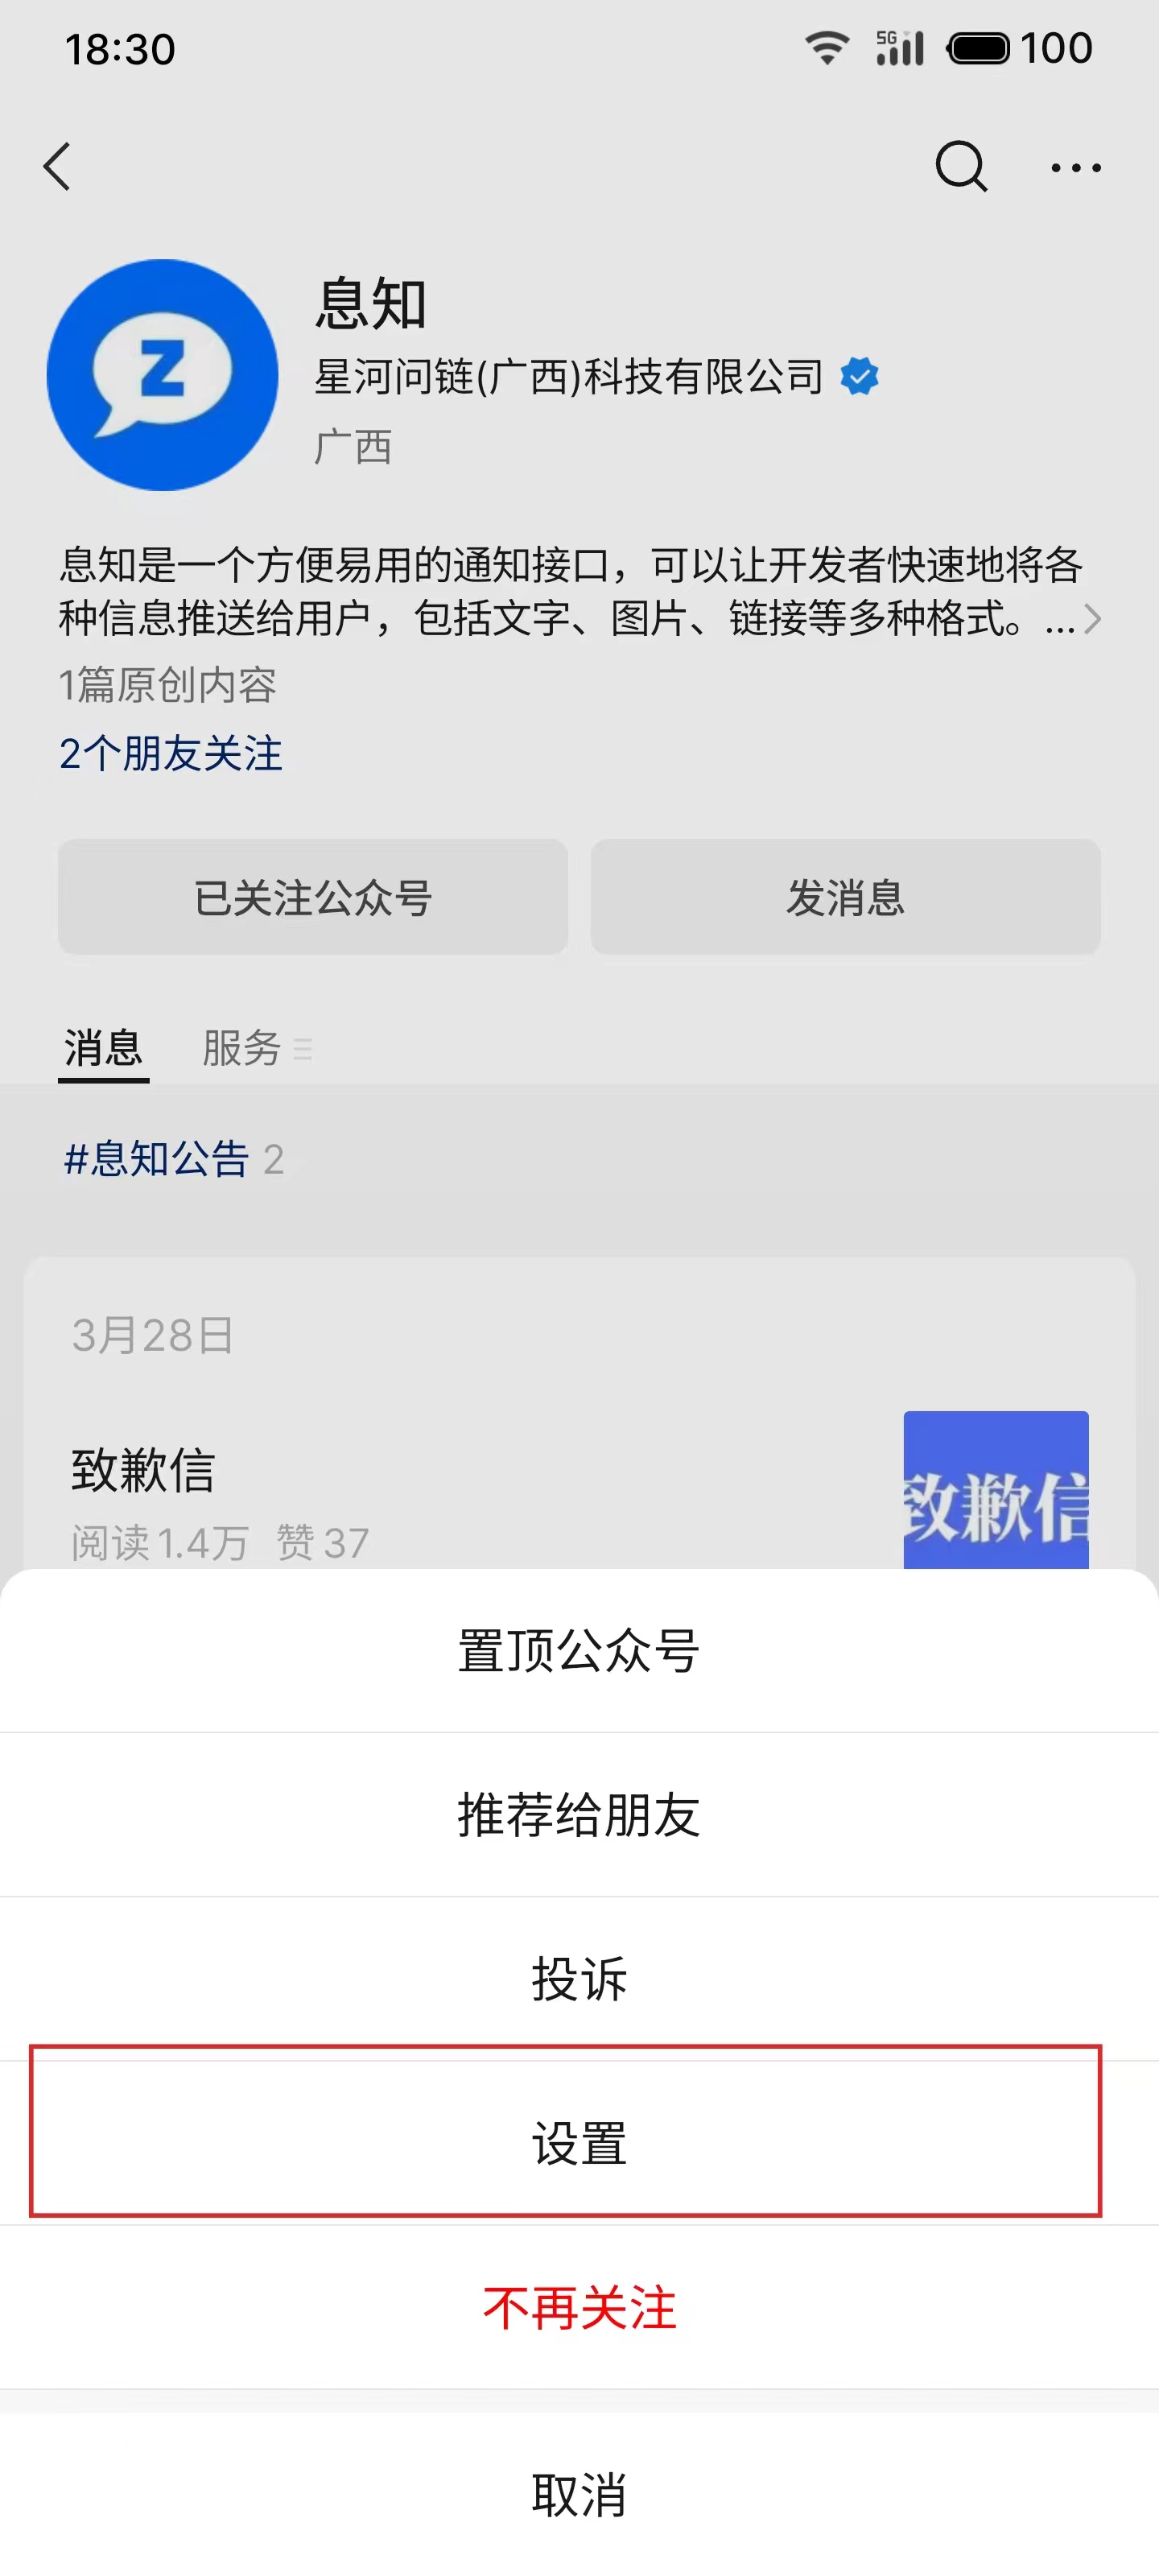 18:30
5G
100
息知
Z
星河问链(广西)科技有限公司
广西
息知是一个方便易用的通知接口，可以让开发者快速地将各
种信息推送给用户，包括文字、图片、链接等多种格式。...
1篇原创内容
2个朋友关注
已关注公众号
发消息
消息
服务
#息知公告 2
3月28日
致歉信
致歉信
阅读 1.4万 赞 37
置顶公众号
推荐给朋友
投诉
设置
不再关注
取消